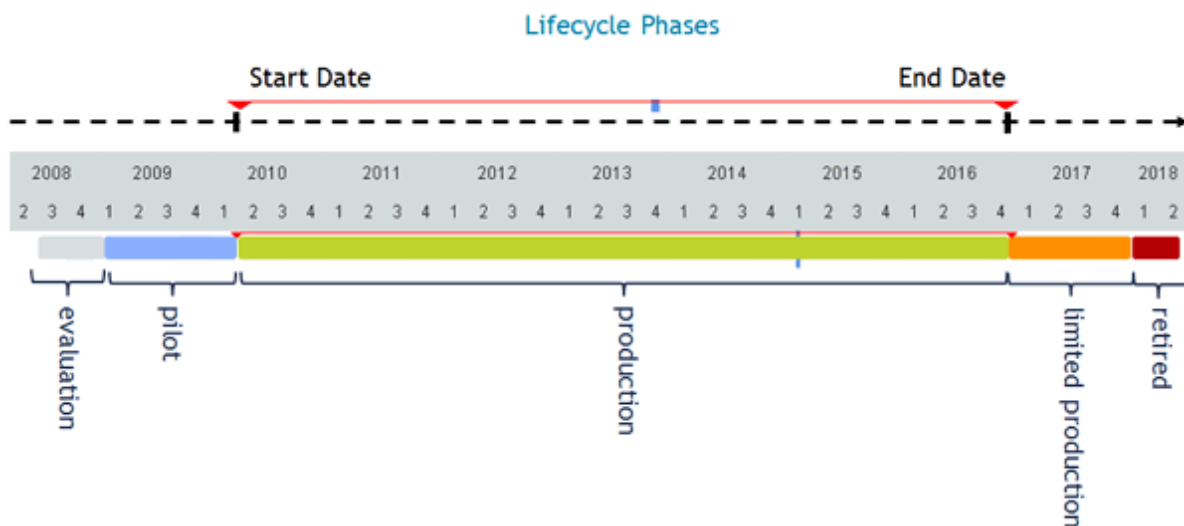 Lifecycle Phases
Start Date End Date
2008 2009 2010 2011 2012 2013 2014 2015 2016 2017 2018
2 3 4 1 2 3 4 1 2 3 4 1 2 3 4 1 2 3 4 1 2 3 4 1 2 3 4 1 2 3 4 1 2 3 4 1 2 3 4 1 2
evaluation
pilot
production
limited production
retired